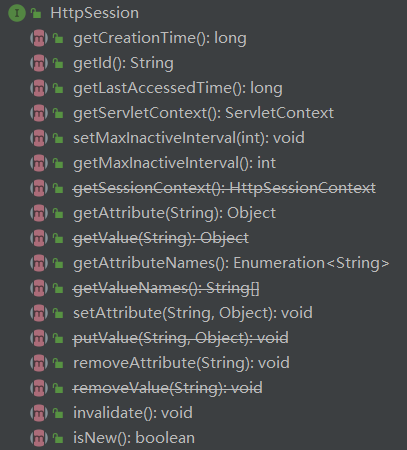 I HttpSession
m getCreationTime(): long
m getId(): String
m getLastAccessedTime(): long
m getServletContext(): ServletContext
m setMaxInactiveInterval(int): void
m getMaxInactiveInterval(): int
m getSessionContext(): HttpSessionContext
m getAttribute(String): Object
m getValue(String): Object
m getAttributeNames(): Enumeration<String>
m getValueNames(): String[]
m setAttribute(String, Object): void
m putValue(String, Object): void
m removeAttribute(String): void
m removeValue(String): void
m invalidate(): void
m isNew(): boolean